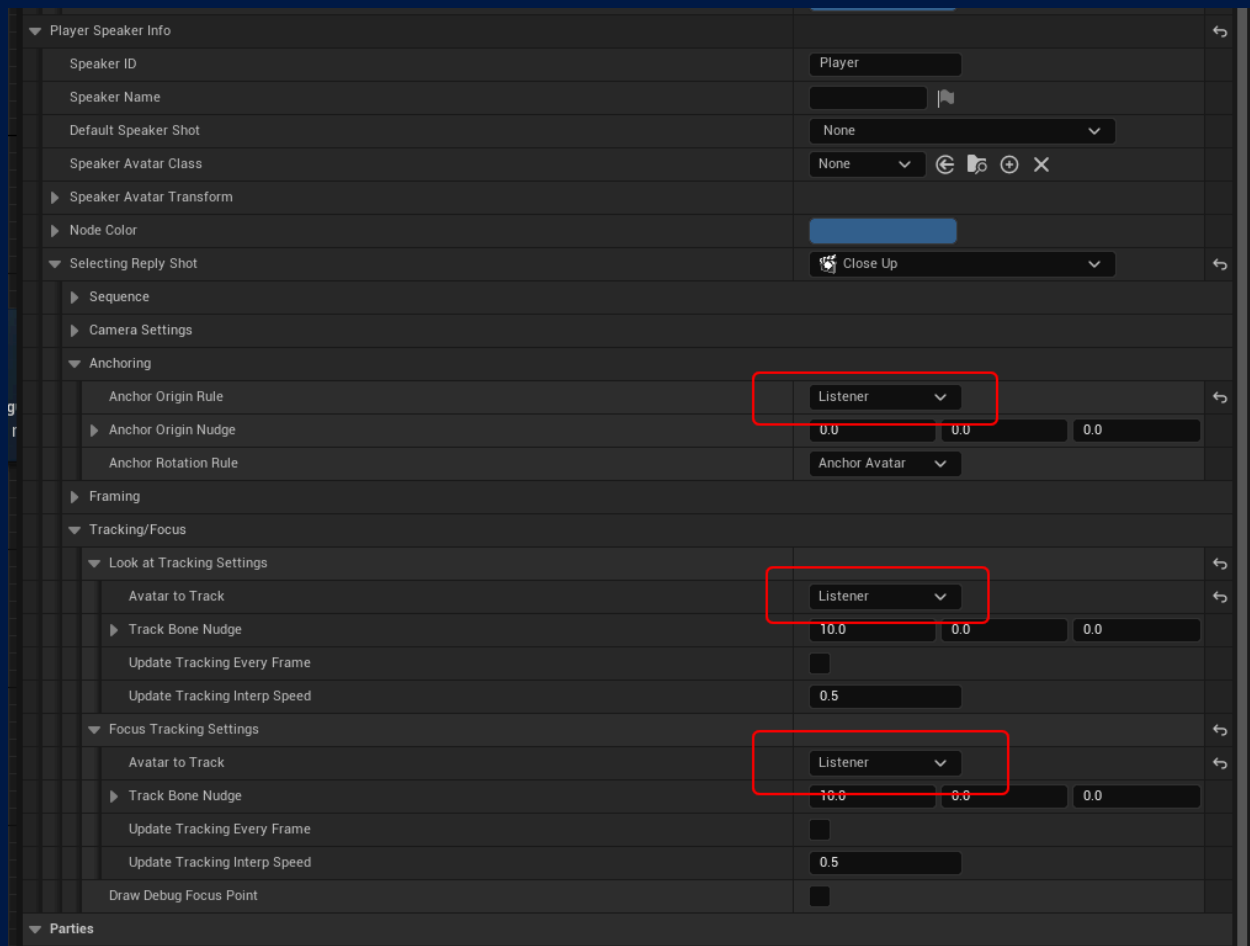 Player Speaker Info
Speaker ID Player
Speaker Name
Default Speaker Shot None
Speaker Avatar Class None
Speaker Avatar Transform
Node Color
Selecting Reply Shot Close Up
Sequence
Camera Settings
Anchoring
Anchor Origin Rule Listener
Anchor Origin Nudge 0.0 0.0 0.0
Anchor Rotation Rule Anchor Avatar
Framing
Tracking/Focus
Look at Tracking Settings
Avatar to Track Listener
Track Bone Nudge 10.0 0.0 0.0
Update Tracking Every Frame
Update Tracking Interp Speed 0.5
Focus Tracking Settings
Avatar to Track Listener
Track Bone Nudge 10.0 0.0 0.0
Update Tracking Every Frame
Update Tracking Interp Speed 0.5
Draw Debug Focus Point
Parties